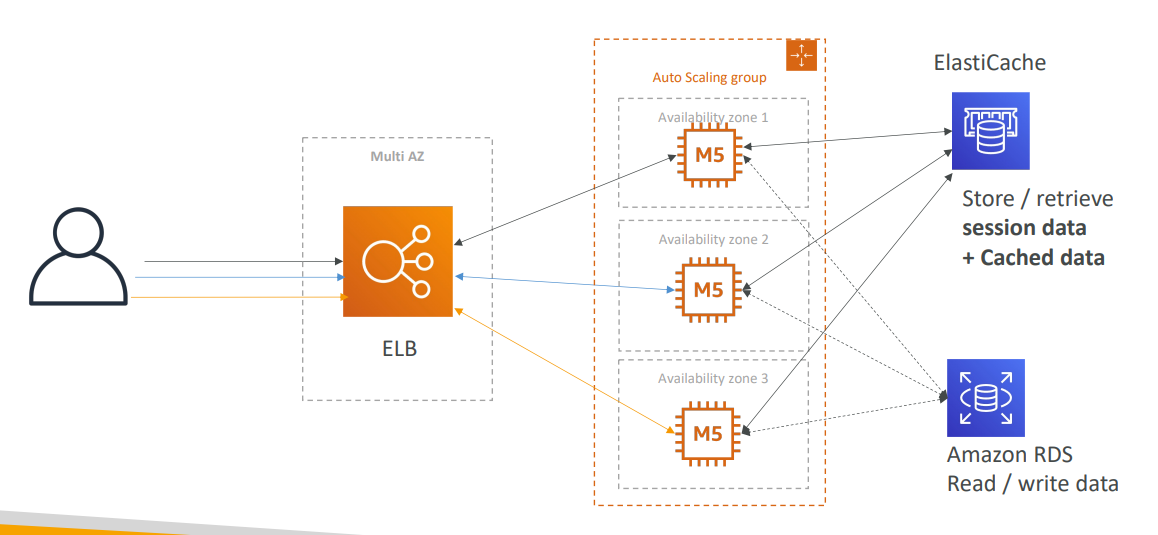 ElastiCache
Auto Scaling group
Availability zone 1
M5
Multi AZ
Store / retrieve
session data
+ Cached data
Availability zone 2
M5
ELB
Availability zone 3
M5
Amazon RDS
Read / write data